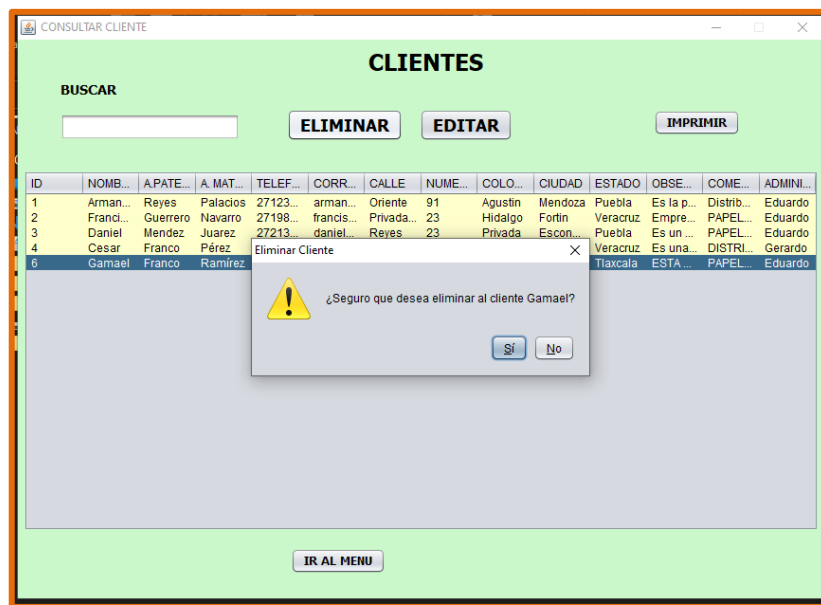 CONSULTAR CLIENTE
CLIENTES
BUSCAR
ELIMINAR EDITAR IMPRIMIR
ID NOMB... A.PATE... A. MAT... TELEF... CORR... CALLE NUME... COLO... CIUDAD ESTADO OBSE... COME... ADMINI...
1 Arman... Reyes Palacios 27123... arman... Oriente 91 Agustin Mendoza Puebla Es la p... Distrib... Eduardo
2 Franci... Guerrero Navarro 27198... francis... Privada... 23 Hidalgo Fortin Veracruz Empre... PAPEL... Eduardo
3 Daniel Mendez Juarez 27213... daniel... Reyes 23 Privada Escon... Puebla Es un ... PAPEL... Eduardo
4 Cesar Franco Pérez Veracruz Es una... DISTRI... Gerardo
6 Gamael Franco Ramírez Tlaxcala ESTA ... PAPEL... Eduardo
Eliminar Cliente
¿Seguro que desea eliminar al cliente Gamael?
Sí No
IR AL MENU